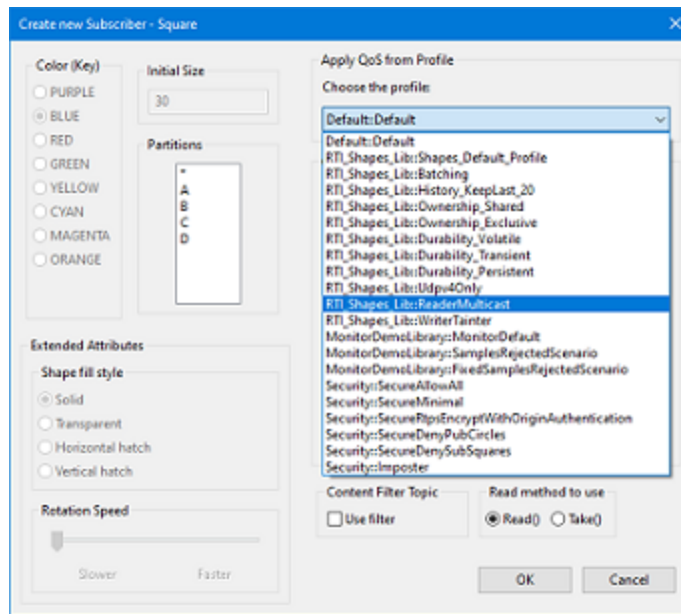 Create new Subscriber - Square
Color (Key)
PURPLE
BLUE
RED
GREEN
YELLOW
CYAN
MAGENTA
ORANGE
Initial Size
30
Partitions
*
A
B
C
D
Extended Attributes
Shape fill style
Solid
Transparent
Horizontal hatch
Vertical hatch
Rotation Speed
Slower
Faster
Apply QoS from Profile
Choose the profile:
Default::Default
Default::Default
RTI_Shapes_Lib::Shapes_Default_Profile
RTI_Shapes_Lib::Batching
RTI_Shapes_Lib::History_KeepLast_20
RTI_Shapes_Lib::Ownership_Shared
RTI_Shapes_Lib::Ownership_Exclusive
RTI_Shapes_Lib::Durability_Volatile
RTI_Shapes_Lib::Durability_Transient
RTI_Shapes_Lib::Durability_Persistent
RTI_Shapes_Lib::Udpv4Only
RTI_Shapes_Lib::ReaderMulticast
RTI_Shapes_Lib::WriterTainter
MonitorDemoLibrary::MonitorDefault
MonitorDemoLibrary::SamplesRejectedScenario
MonitorDemoLibrary::FixedSamplesRejectedScenario
Security::SecureAllowAll
Security::SecureMinimal
Security::SecureRtpsEncryptWithOriginAuthentication
Security::SecureDenyPubCircles
Security::SecureDenySubSquares
Security::Imposter
Content Filter Topic
Use filter
Read method to use
Read()
Take()
OK
Cancel